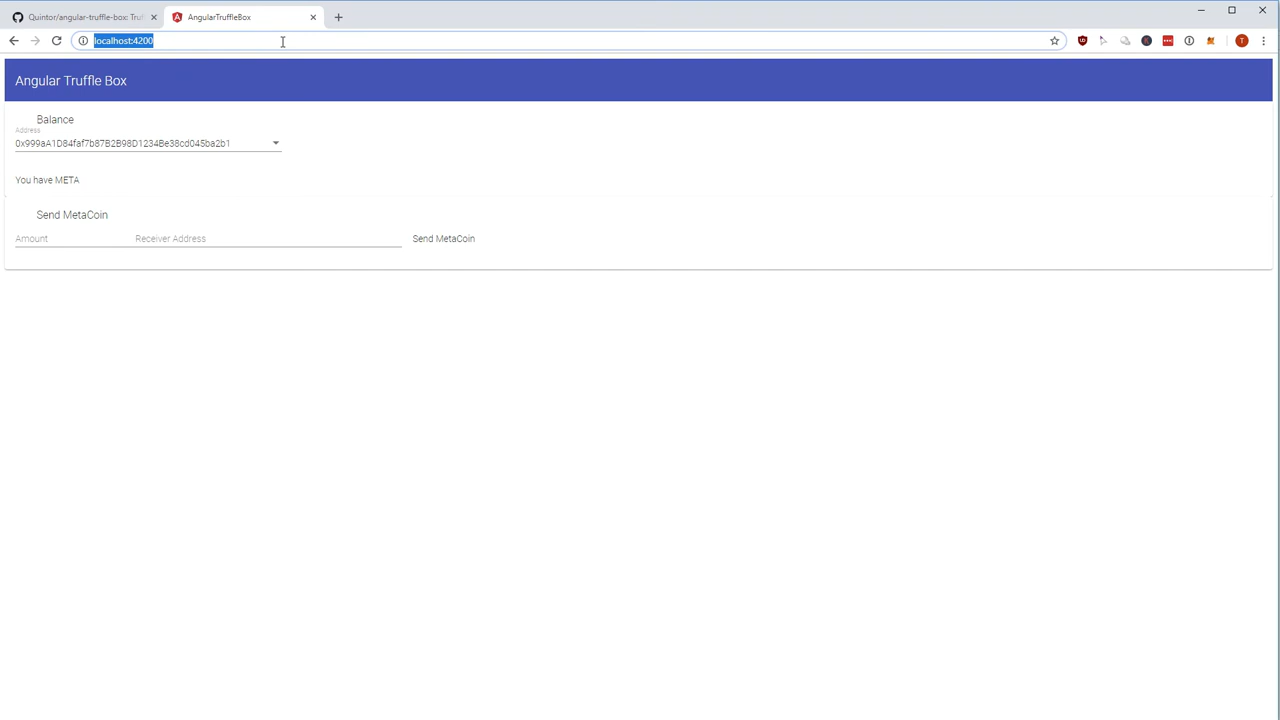 Quintor/angular-truffle-box: Truf
AngularTruffleBox
localhost:4200
T
Angular Truffle Box
Balance
Address
0x999aA1D84faf7b87B2B98D1234Be38cd045ba2b1
You have META
Send MetaCoin
Amount Receiver Address Send MetaCoin